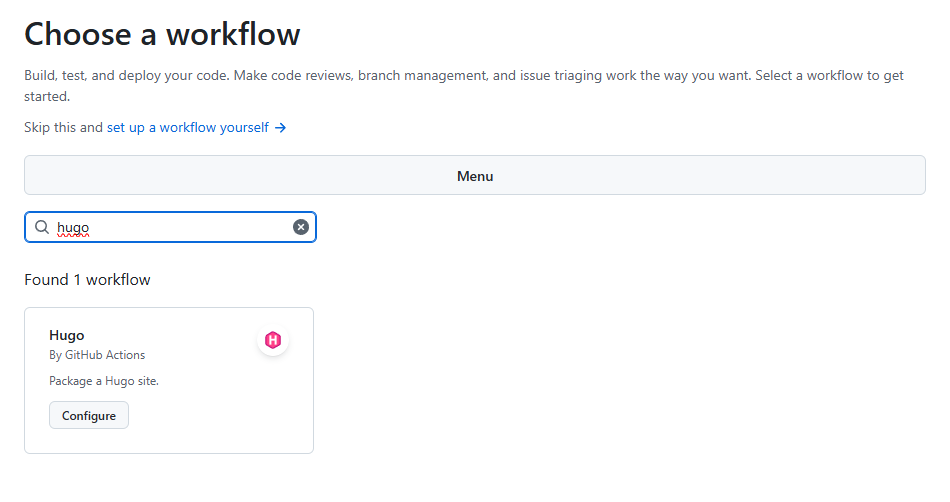 Choose a workflow
Build, test, and deploy your code. Make code reviews, branch management, and issue triaging work the way you want. Select a workflow to get
started.
Skip this and set up a workflow yourself →
Menu
hugo
Found 1 workflow
Hugo
H
By GitHub Actions
Package a Hugo site.
Configure